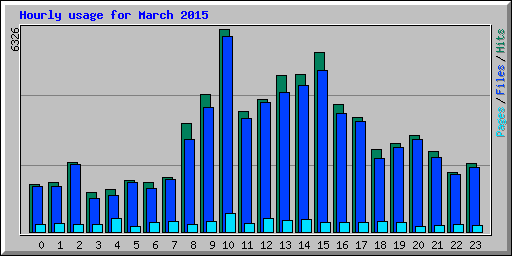 Hourly usage for March 2015
6326
Pages/Files/Hits
0 1 2 3 4 5 6 7 8 9 10 11 12 13 14 15 16 17 18 19 20 21 22 23